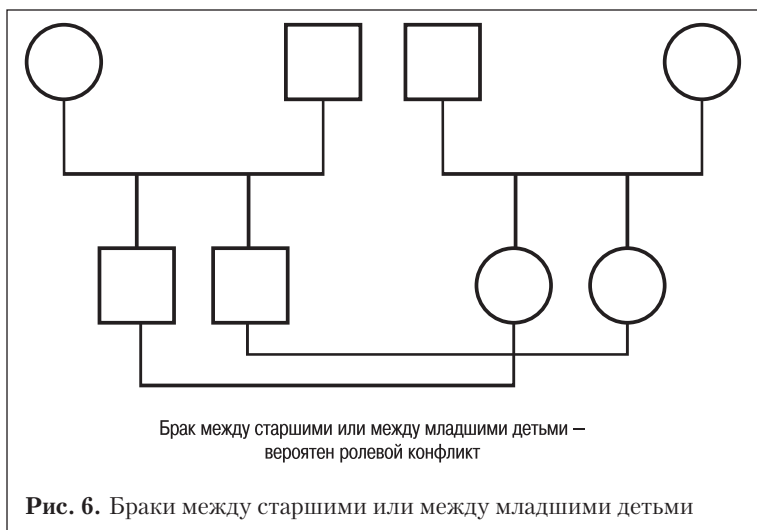 Брак между старшими или между младшими детьми –
вероятен ролевой конфликт
Рис. 6. Браки между старшими или между младшими детьми